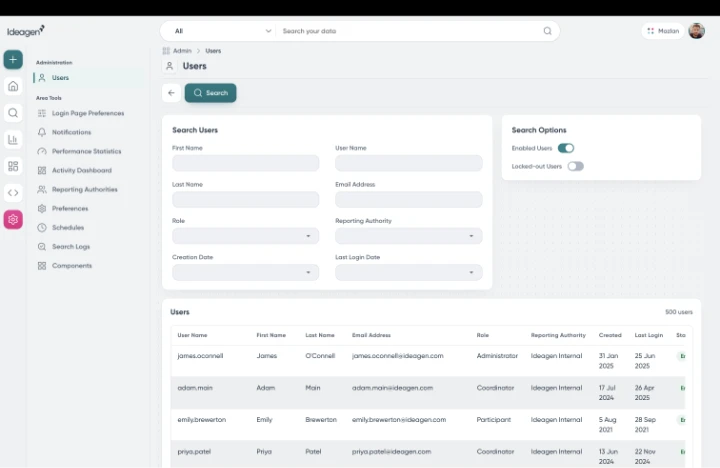 Ideagen
All
Search your data
Mazlan
Admin > Users
Users
Search
Administration
Users
Area Tools
Login Page Preferences
Notifications
Performance Statistics
Activity Dashboard
Reporting Authorities
Preferences
Schedules
Search Logs
Components
Search Users
First Name
User Name
Last Name
Email Address
Role
Reporting Authority
Creation Date
Last Login Date
Search Options
Enabled Users
Locked-out Users
Users
500 users
User Name First Name Last Name Email Address Role Reporting Authority Created Last Login Sta
james.oconnell James O'Connell james.oconnell@ideagen.com Administrator Ideagen Internal 31 Jan 2025 25 Jun 2025 E
adam.main Adam Main adam.main@ideagen.com Coordinator Ideagen Internal 17 Jul 2024 26 Apr 2025 E
emily.brewerton Emily Brewerton emily.brewerton@ideagen.com Participant Ideagen Internal 5 Aug 2021 28 Sep 2021 E
priya.patel Priya Patel priya.patel@ideagen.com Coordinator Ideagen Internal 13 Jun 2024 22 Nov 2024 E